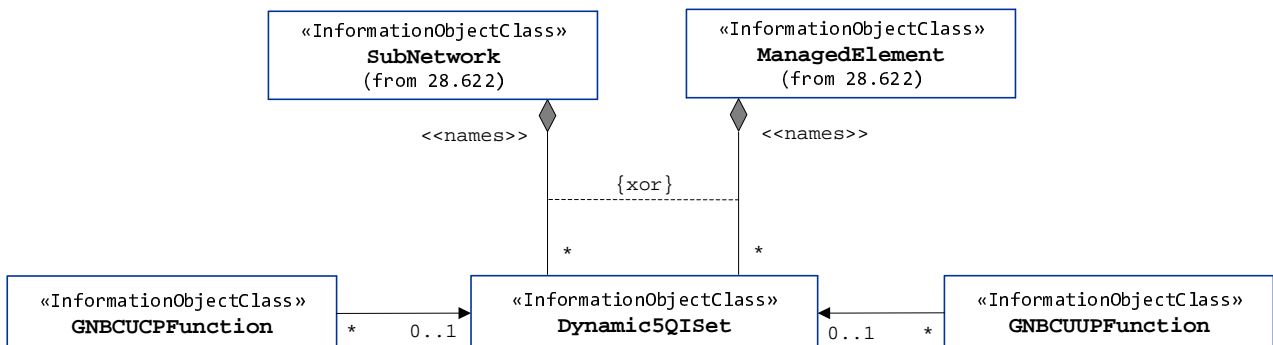 «InformationObjectClass»
SubNetwork
(from 28.622)
«InformationObjectClass»
ManagedElement
(from 28.622)
<<names>>
<<names>>
{xor}
*
*
«InformationObjectClass»
GNBCUCPFunction
*
0..1
«InformationObjectClass»
Dynamic5QISet
0..1
*
«InformationObjectClass»
GNBCUUPFunction